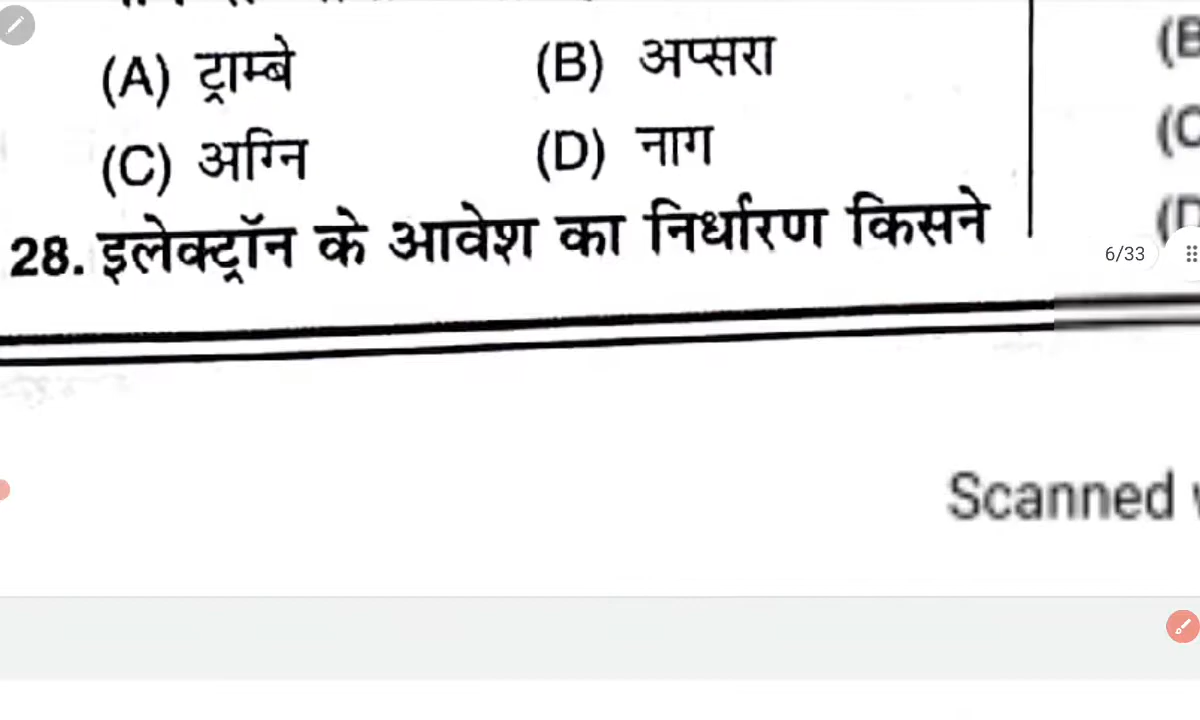 (A) ट्राम्बे (B) अप्सरा
(C) अग्नि (D) नाग
28. इलेक्ट्रॉन के आवेश का निर्धारण किसने
6/33
Scanned